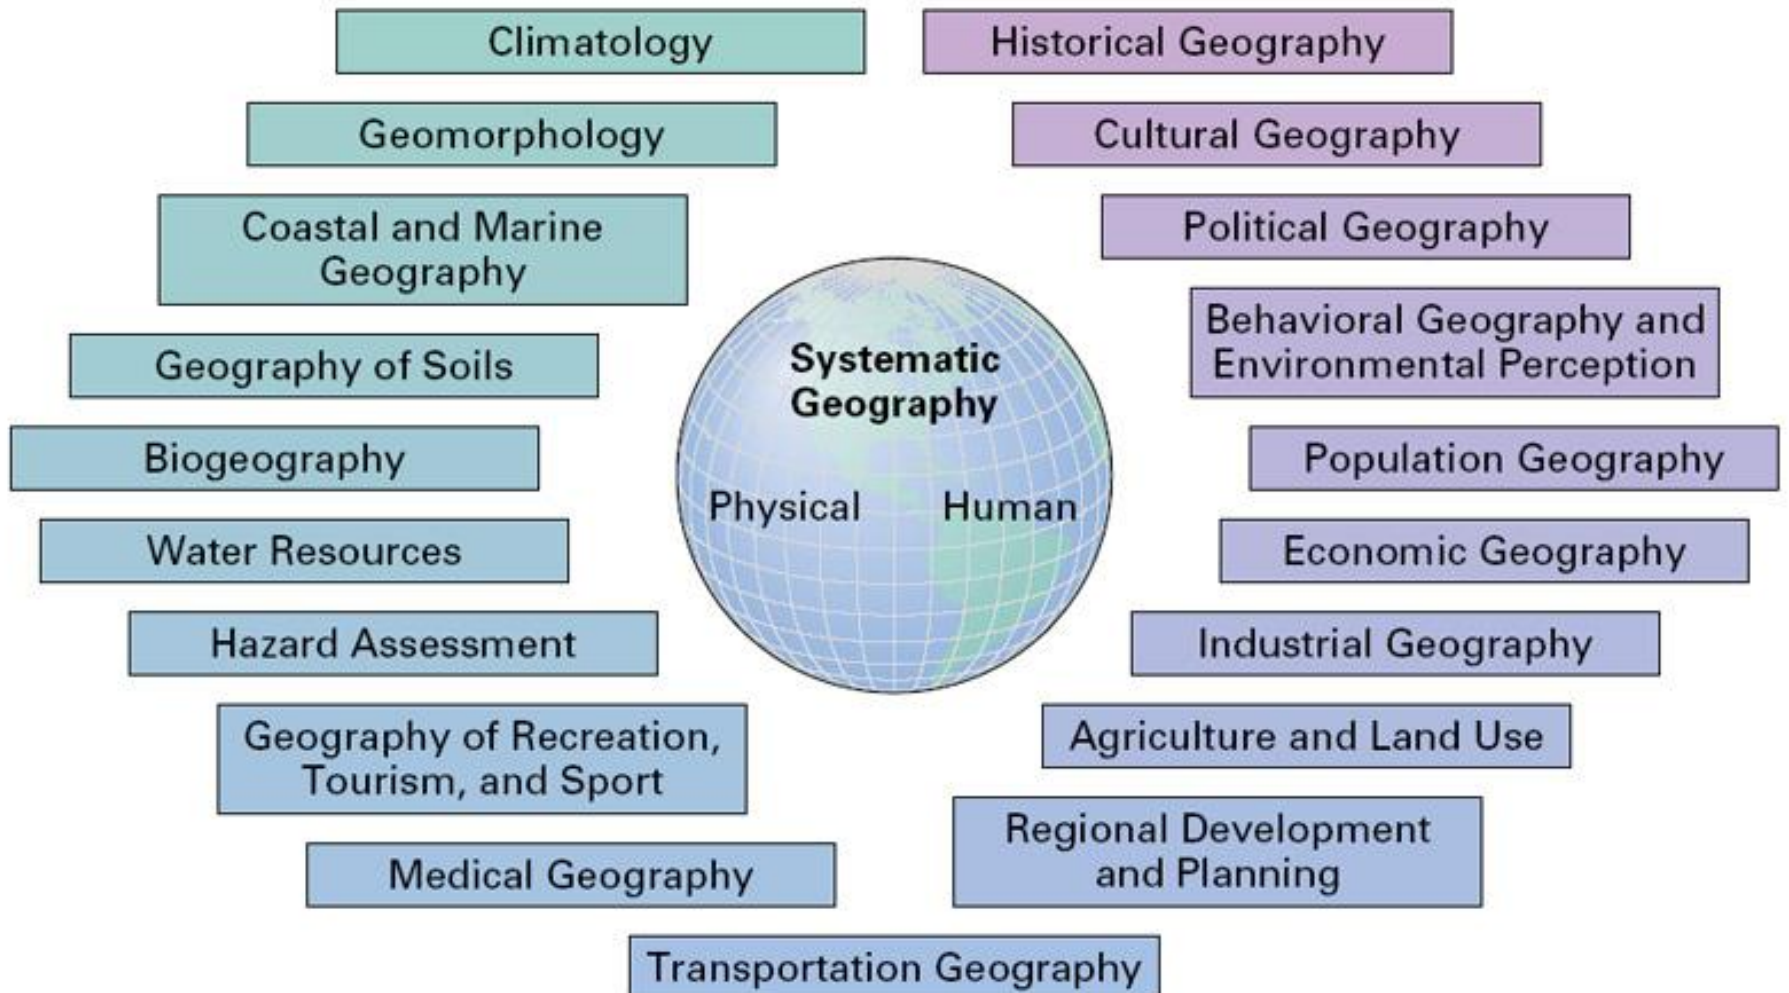 Climatology
Historical Geography
Geomorphology
Cultural Geography
Coastal and Marine
Geography
Political Geography
Geography of Soils
Behavioral Geography and
Environmental Perception
Systematic
Geography
Physical
Human
Biogeography
Population Geography
Water Resources
Economic Geography
Hazard Assessment
Industrial Geography
Geography of Recreation,
Tourism, and Sport
Agriculture and Land Use
Medical Geography
Regional Development
and Planning
Transportation Geography